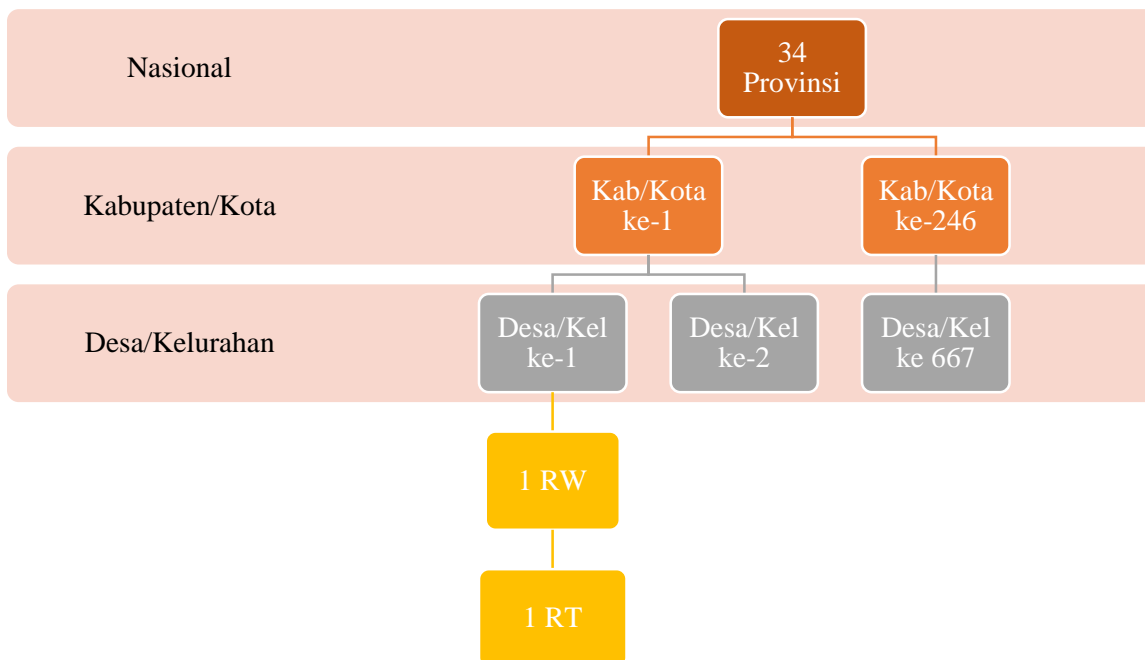 Nasional
34
Provinsi
Kabupaten/Kota
Kab/Kota
ke-1
Kab/Kota
ke-246
Desa/Kelurahan
Desa/Kel
ke-1
Desa/Kel
ke-2
Desa/Kel
ke 667
1 RW
1 RT